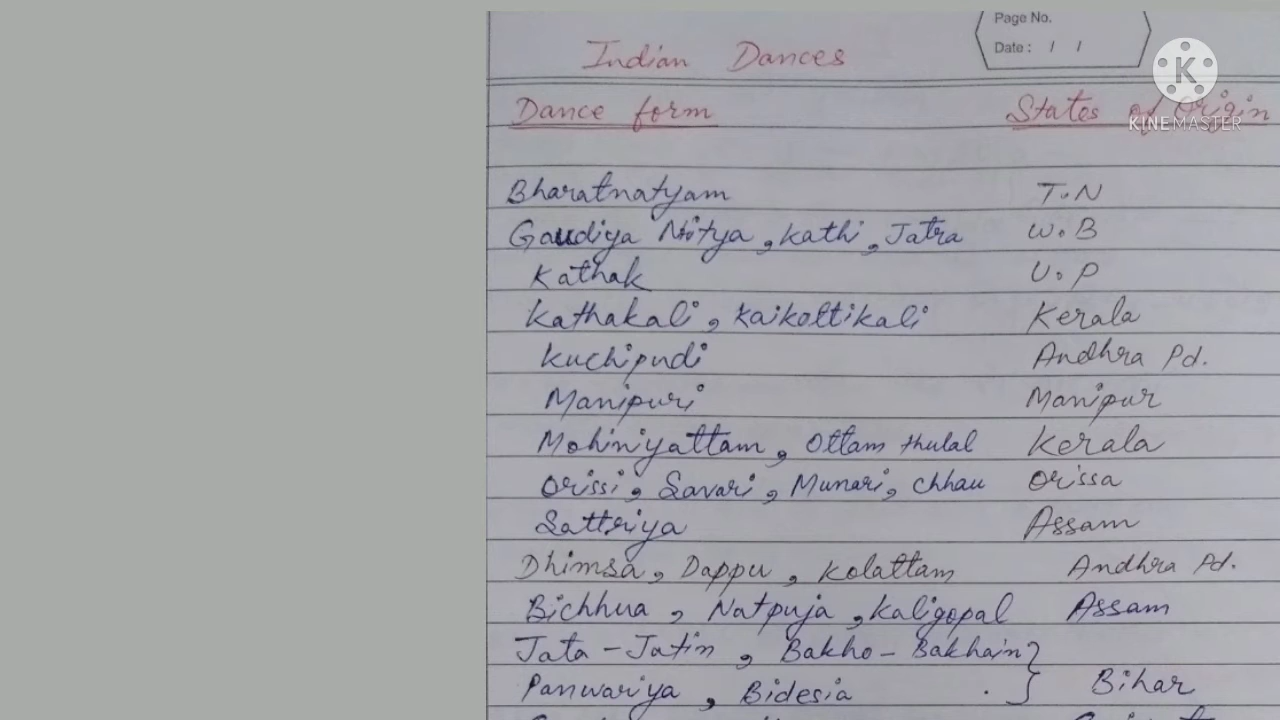 Page No.
Date : / /
Indian Dances
KINEMASTER
Dance form States of Origin
Bharatnatyam T.N
Gaudiya Nritya, Kathi, Jatra W.B
Kathak U.P
Kathakali, Kaikottikali Kerala
Kuchipudi Andhra Pd.
Manipuri Manipur
Mohiniyattam, Ottam thulal Kerala
Orissi, Savari, Munari, Chhau Orissa
Sattriya Assam
Dhimsa, Dappu, Kolattam Andhra Pd.
Bichhua, Natpuja, Kaligopal Assam
Jata-Jatin, Bakho-Bakhain }
Panwariya, Bidesia . } Bihar